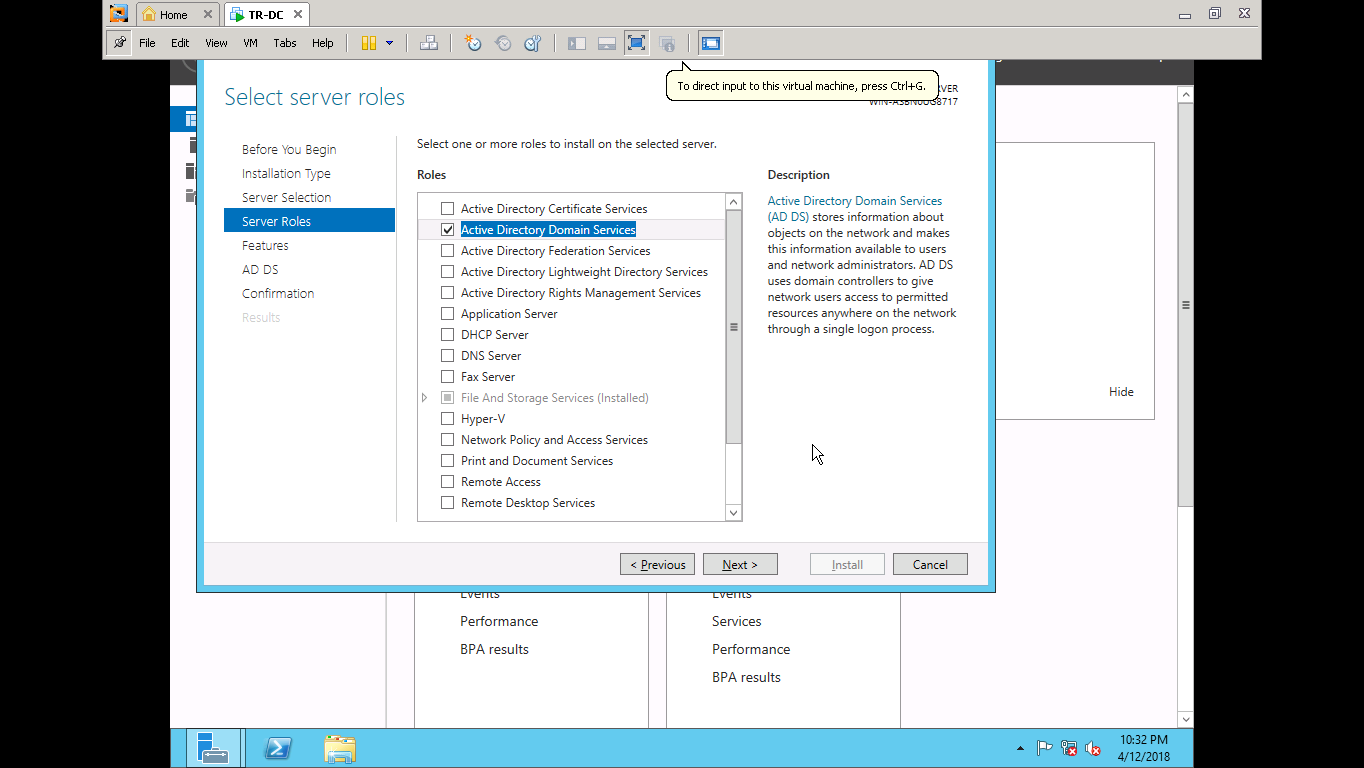 Home
TR-DC
File Edit View VM Tabs Help
To direct input to this virtual machine, press Ctrl+G.
Select server roles
Before You Begin
Installation Type
Server Selection
Server Roles
Features
AD DS
Confirmation
Results
Select one or more roles to install on the selected server.
Roles
Active Directory Certificate Services
Active Directory Domain Services
Active Directory Federation Services
Active Directory Lightweight Directory Services
Active Directory Rights Management Services
Application Server
DHCP Server
DNS Server
Fax Server
File And Storage Services (Installed)
Hyper-V
Network Policy and Access Services
Print and Document Services
Remote Access
Remote Desktop Services
Description
Active Directory Domain Services
(AD DS) stores information about
objects on the network and makes
this information available to users
and network administrators. AD DS
uses domain controllers to give
network users access to permitted
resources anywhere on the network
through a single logon process.
Hide
< Previous
Next >
Install
Cancel
Events
Performance
BPA results
Events
Services
Performance
BPA results
10:32 PM
4/12/2018